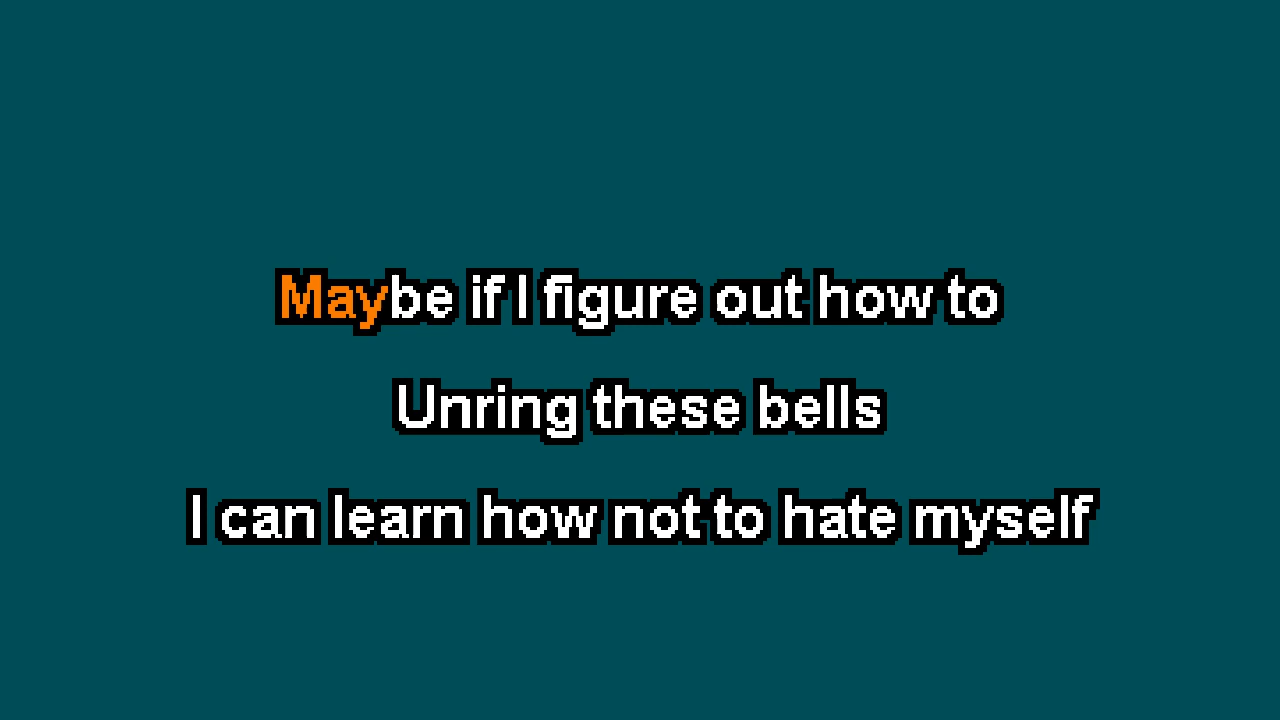 Maybe if I figure out how to
Unring these bells
I can learn how not to hate myself